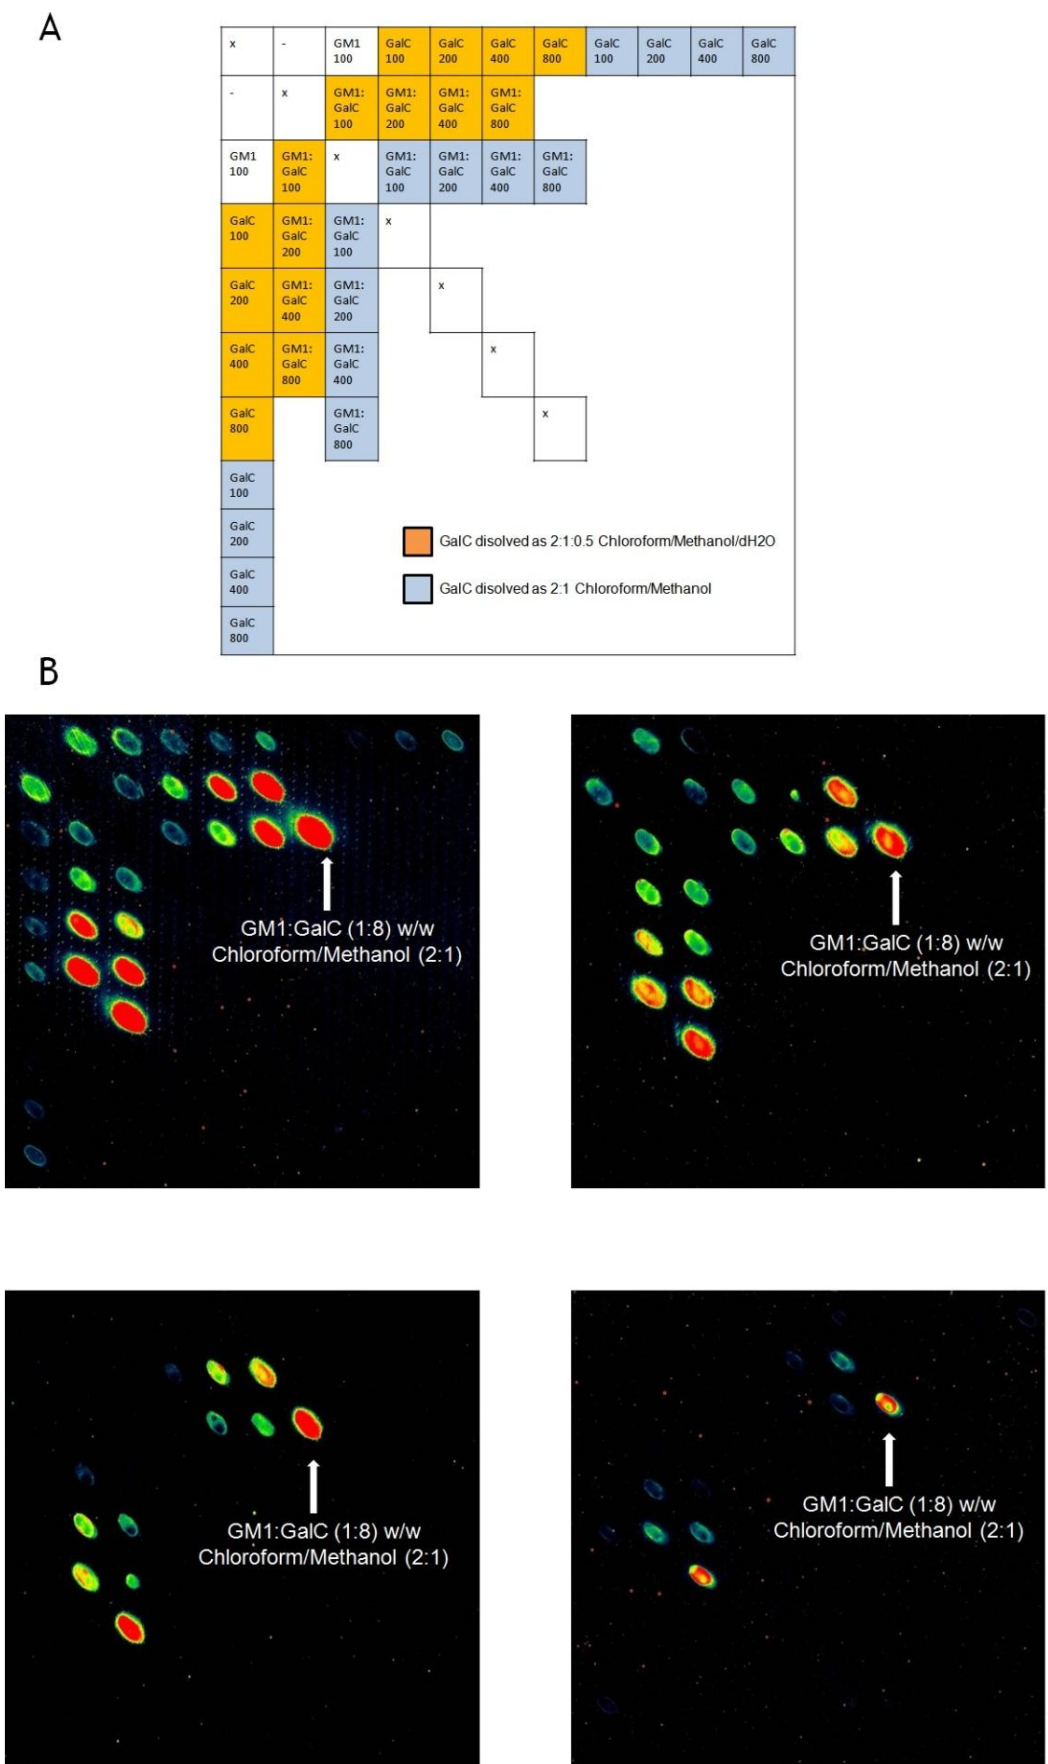 A
x - GM1 100 GalC 100 GalC 200 GalC 400 GalC 800 GalC 100 GalC 200 GalC 400 GalC 800
- x GM1: GalC 100 GM1: GalC 200 GM1: GalC 400 GM1: GalC 800
GM1 100 GM1: GalC 100 x GM1: GalC 100 GM1: GalC 200 GM1: GalC 400 GM1: GalC 800
GalC 100 GM1: GalC 200 GM1: GalC 100 x
GalC 200 GM1: GalC 400 GM1: GalC 200 x
GalC 400 GM1: GalC 800 GM1: GalC 400 x
GalC 800 GM1: GalC 800 x
GalC 100
GalC 200
GalC 400
GalC 800
GalC disolved as 2:1:0.5 Chloroform/Methanol/dH2O
GalC disolved as 2:1 Chloroform/Methanol
B
GM1:GalC (1:8) w/w
Chloroform/Methanol (2:1)
GM1:GalC (1:8) w/w
Chloroform/Methanol (2:1)
GM1:GalC (1:8) w/w
Chloroform/Methanol (2:1)
GM1:GalC (1:8) w/w
Chloroform/Methanol (2:1)